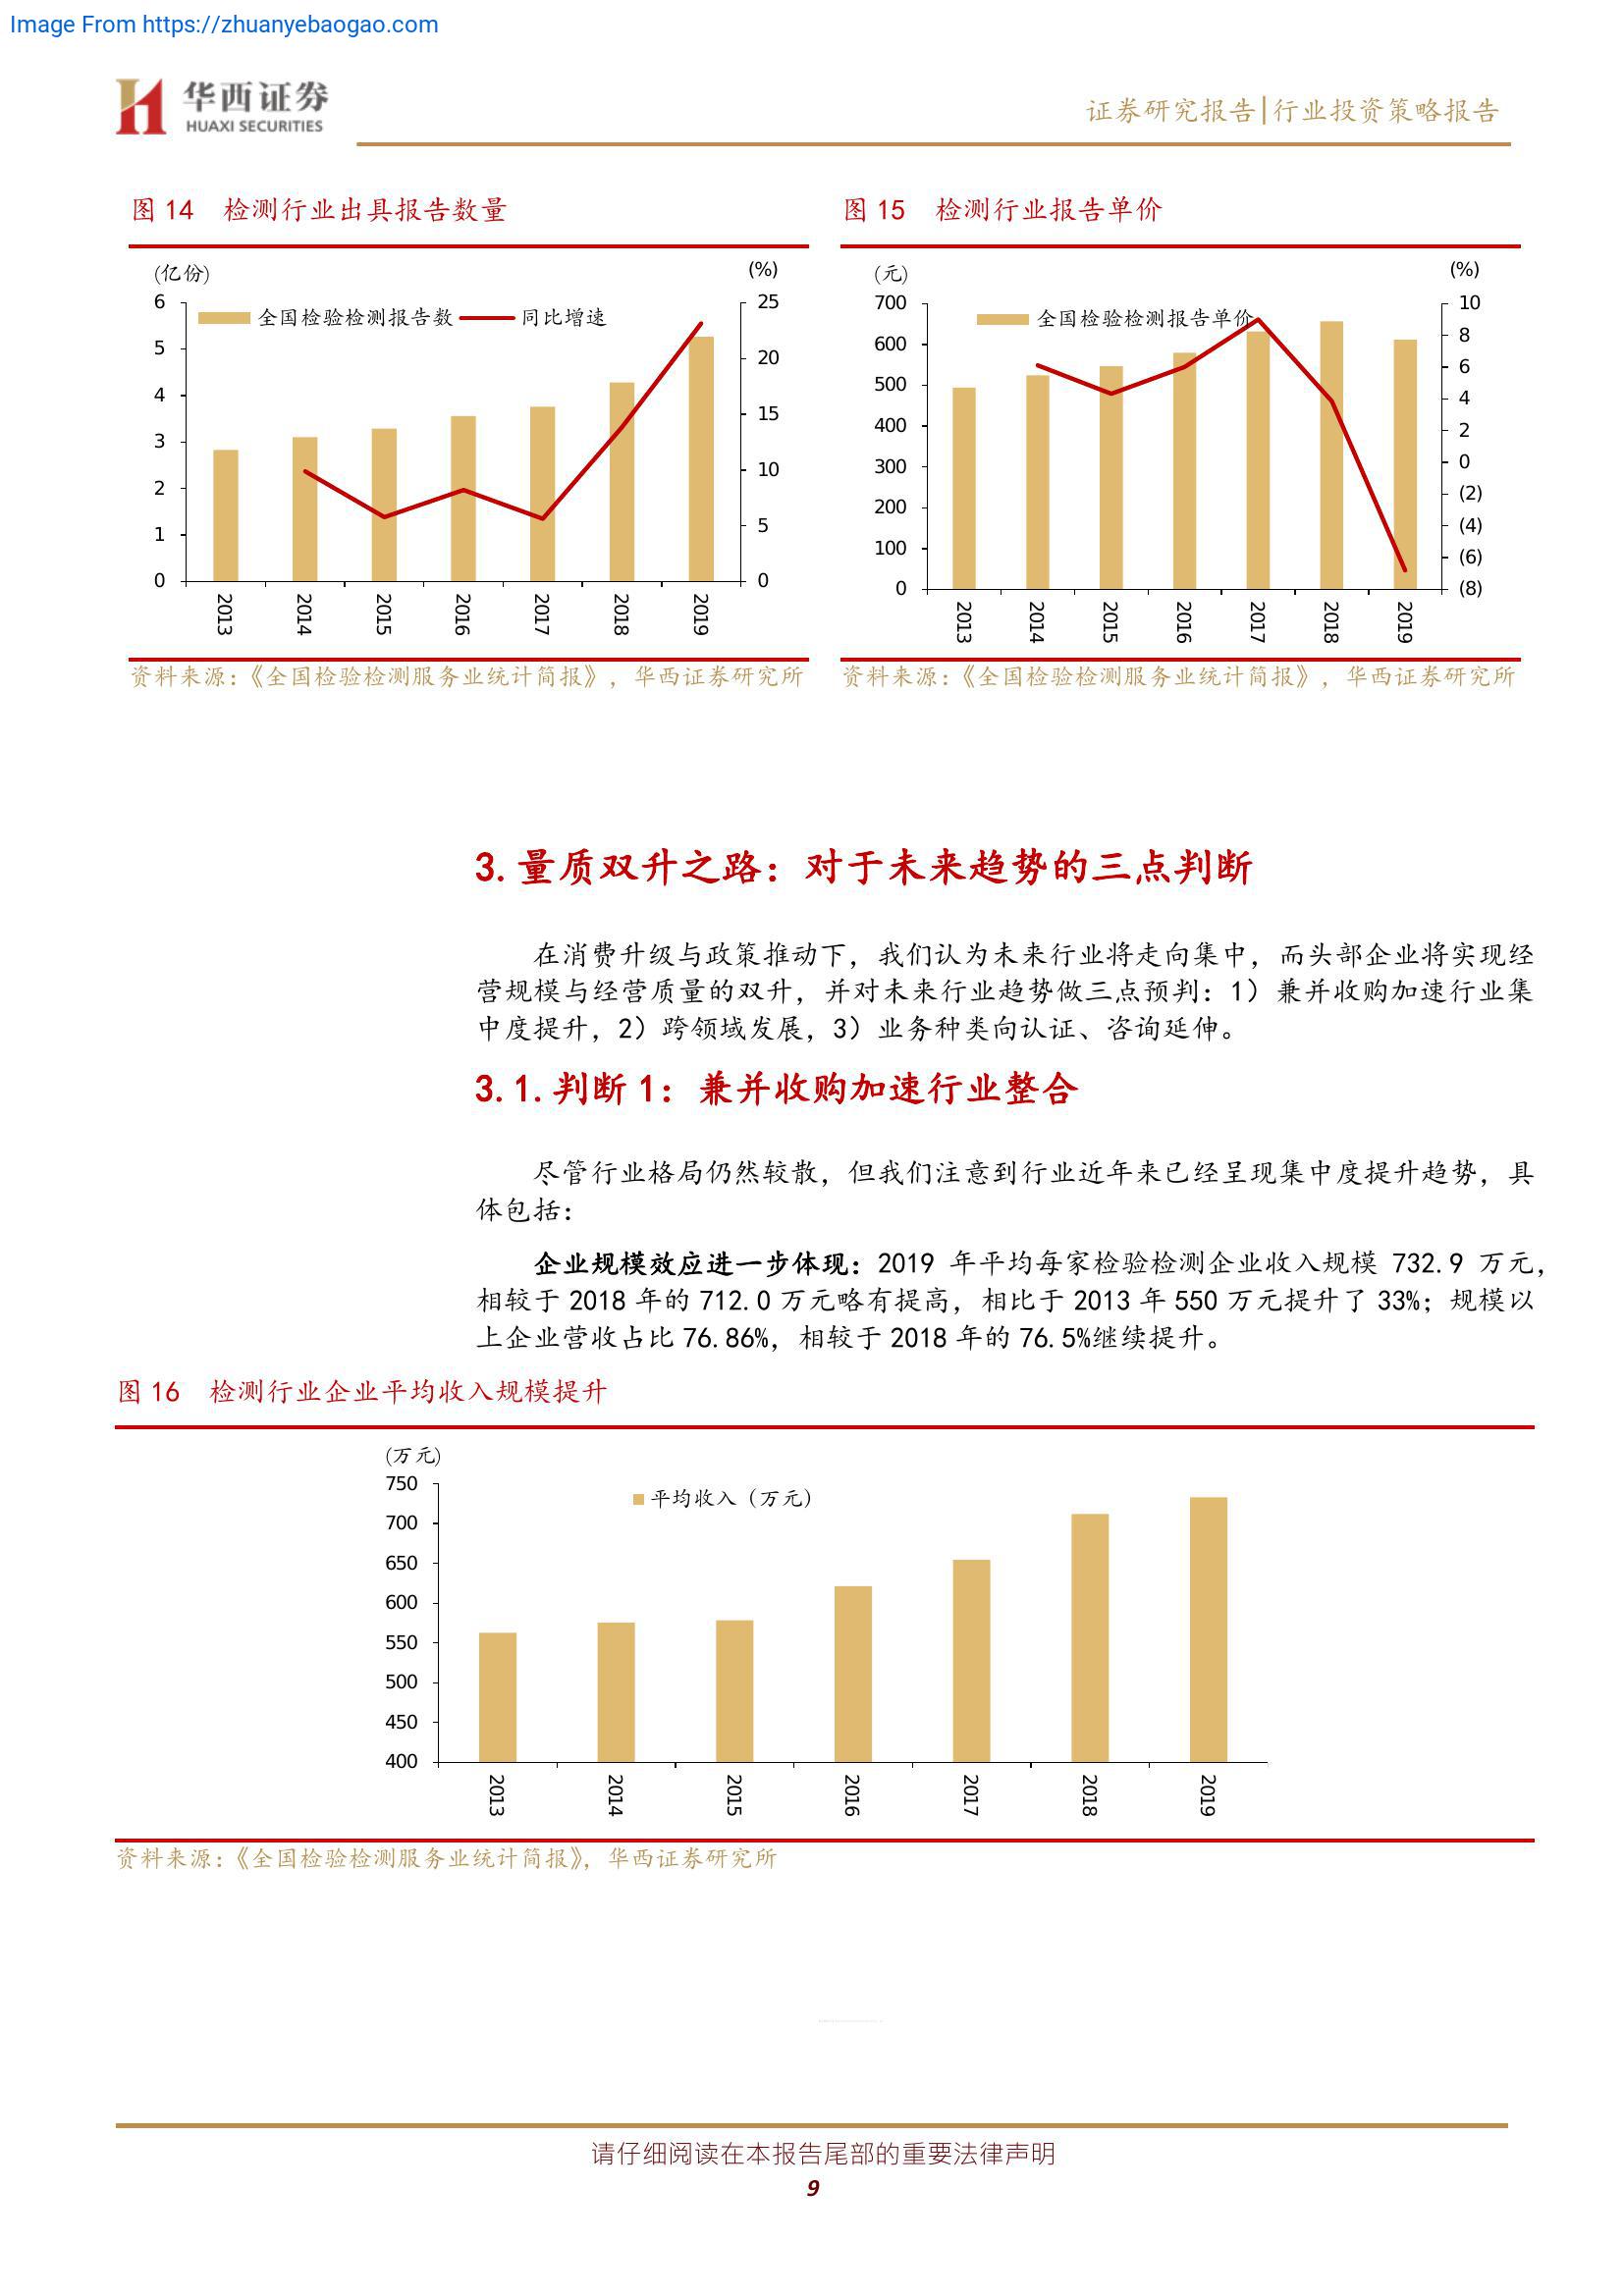 Image From https://zhuanyebaogao.com
华西证券
HUAXI SECURITIES
证券研究报告|行业投资策略报告
图 14 检测行业出具报告数量
(亿份)
(%)
全国检验检测报告数
同比增速
6
5
4
3
2
1
0
25
20
15
10
5
0
2013
2014
2015
2016
2017
2018
2019
资料来源：《全国检验检测服务业统计简报》，华西证券研究所
图 15 检测行业报告单价
(元)
(%)
全国检验检测报告单价
700
600
500
400
300
200
100
0
10
8
6
4
2
0
(2)
(4)
(6)
(8)
2013
2014
2015
2016
2017
2018
2019
资料来源：《全国检验检测服务业统计简报》，华西证券研究所
3. 量质双升之路：对于未来趋势的三点判断
在消费升级与政策推动下，我们认为未来行业将走向集中，而头部企业将实现经
营规模与经营质量的双升，并对未来行业趋势做三点预判：1）兼并收购加速行业集
中度提升，2）跨领域发展，3）业务种类向认证、咨询延伸。
3.1. 判断 1：兼并收购加速行业整合
尽管行业格局仍然较散，但我们注意到行业近年来已经呈现集中度提升趋势，具
体包括：
企业规模效应进一步体现：2019 年平均每家检验检测企业收入规模 732.9 万元，
相较于 2018 年的 712.0 万元略有提高，相比于 2013 年 550 万元提升了 33%；规模以
上企业营收占比 76.86%，相较于 2018 年的 76.5%继续提升。
图 16 检测行业企业平均收入规模提升
(万元)
平均收入（万元）
750
700
650
600
550
500
450
400
2013
2014
2015
2016
2017
2018
2019
资料来源：《全国检验检测服务业统计简报》，华西证券研究所
请仔细阅读在本报告尾部的重要法律声明
9